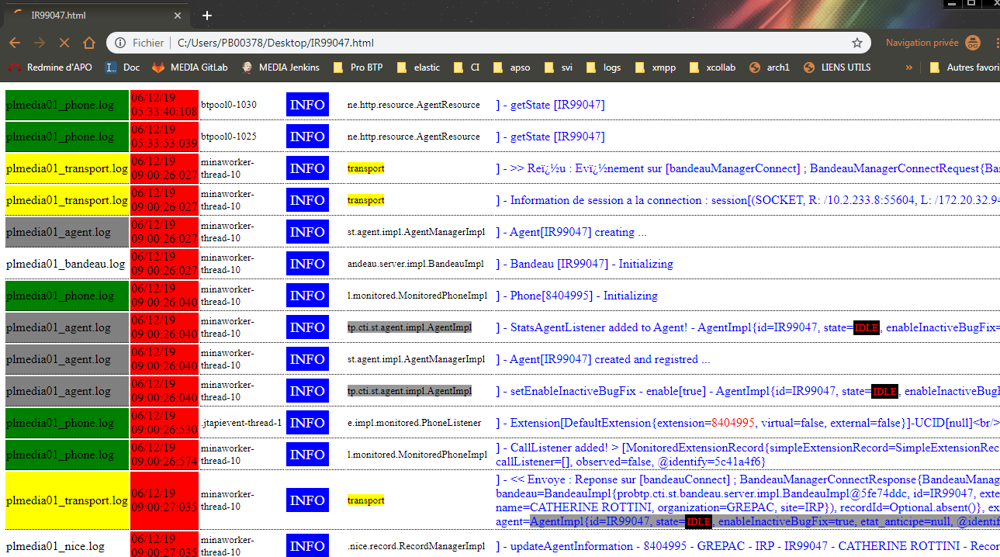 IR99047.html
Fichier C:/Users/PB00378/Desktop/IR99047.html Navigation privée
Redmine d'APO Doc MEDIA GitLab MEDIA Jenkins Pro BTP elastic CI apso svi logs xmpp xcollab arch1 LIENS UTILS » Autres favori
plmedia01_phone.log 06/12/19 05:33:40:108 btpool0-1030 INFO ne.http.resource.AgentResource ] - getState [IR99047]
plmedia01_phone.log 06/12/19 05:33:53:039 btpool0-1025 INFO ne.http.resource.AgentResource ] - getState [IR99047]
plmedia01_transport.log 06/12/19 09:00:26:027 minaworker-thread-10 INFO transport ] - >> Reï¿½u : Evï¿½nement sur [bandeauManagerConnect] ; BandeauManagerConnectRequest{Ba
plmedia01_transport.log 06/12/19 09:00:26:027 minaworker-thread-10 INFO transport ] - Information de session a la connection : session[(SOCKET, R: /10.2.233.8:55604, L: /172.20.32.94
plmedia01_agent.log 06/12/19 09:00:26:027 minaworker-thread-10 INFO st.agent.impl.AgentManagerImpl ] - Agent[IR99047] creating ...
plmedia01_bandeau.log 06/12/19 09:00:26:027 minaworker-thread-10 INFO andeau.server.impl.BandeauImpl ] - Bandeau [IR99047] - Initializing
plmedia01_phone.log 06/12/19 09:00:26:040 minaworker-thread-10 INFO l.monitored.MonitoredPhoneImpl ] - Phone[8404995] - Initializing
plmedia01_agent.log 06/12/19 09:00:26:040 minaworker-thread-10 INFO tp.cti.st.agent.impl.AgentImpl ] - StatsAgentListener added to Agent! - AgentImpl{id=IR99047, state=IDLE, enableInactiveBugFix=
plmedia01_agent.log 06/12/19 09:00:26:040 minaworker-thread-10 INFO st.agent.impl.AgentManagerImpl ] - Agent[IR99047] created and registred ...
plmedia01_agent.log 06/12/19 09:00:26:040 minaworker-thread-10 INFO tp.cti.st.agent.impl.AgentImpl ] - setEnableInactiveBugFix - enable[true] - AgentImpl{id=IR99047, state=IDLE, enableInactiveBugF
plmedia01_phone.log 06/12/19 09:00:26:530 .jtapievent-thread-1 INFO e.impl.monitored.PhoneListener ] - Extension[DefaultExtension{extension=8404995, virtual=false, external=false}]-UCID[null]<br/>
plmedia01_phone.log 06/12/19 09:00:26:574 minaworker-thread-10 INFO l.monitored.MonitoredPhoneImpl ] - CallListener added! > [MonitoredExtensionRecord{simpleExtensionRecord=SimpleExtensionRec
callListener=[], observed=false, @identify=5c41a4f6}
plmedia01_transport.log 06/12/19 09:00:27:035 minaworker-thread-10 INFO transport ] - << Envoye : Reponse sur [bandeauConnect] ; BandeauManagerConnectResponse{BandeauManag
bandeau=BandeauImpl{probtp.cti.st.bandeau.server.impl.BandeauImpl@5fe74ddc, id=IR99047, exte
name=CATHERINE ROTTINI, organization=GREPAC, site=IRP}), recordId=Optional.absent()}, ex
agent=AgentImpl{id=IR99047, state=IDLE, enableInactiveBugFix=true, etat_anticipe=null, @identif
plmedia01_nice.log 06/12/19 09:00:27:035 minaworker-thread-10 INFO .nice.record.RecordManagerImpl ] - updateAgentInformation - 8404995 - GREPAC - IRP - IR99047 - CATHERINE ROTTINI - Recor